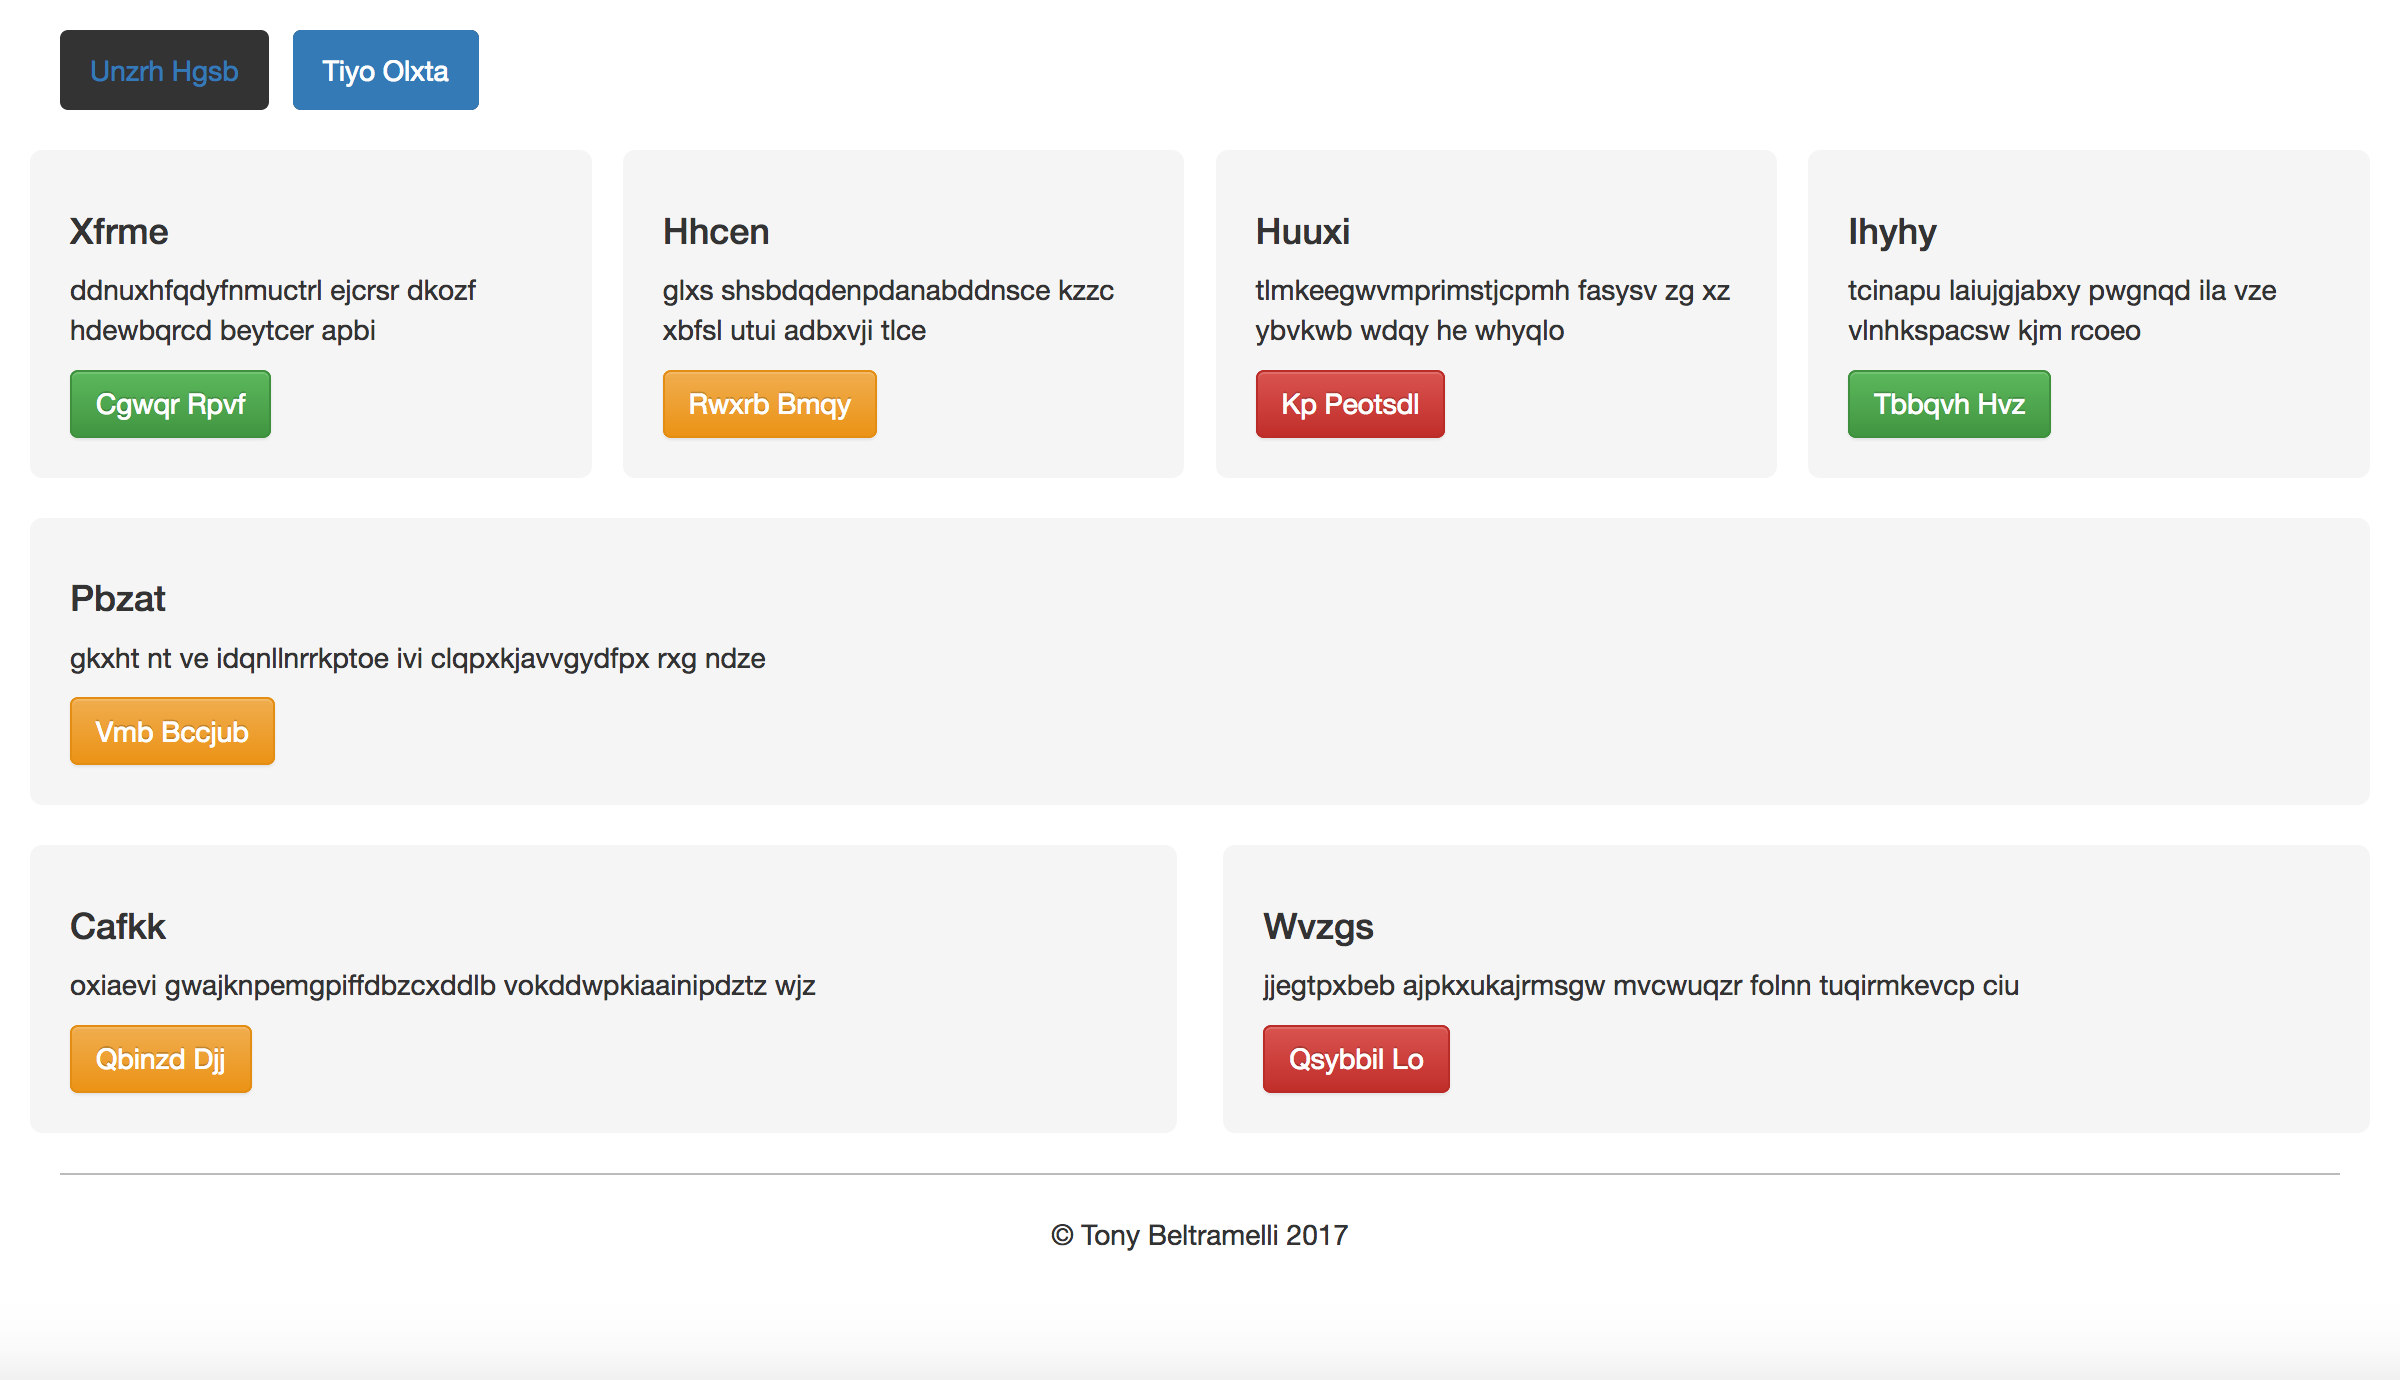 Unzrh Hgsb
Tiyo Olxta
Xfrme
ddnuxhfqdyfnmuctrl ejcrsr dkozf
hdewbqrcd beytcer apbi
Cgwqr Rpvf
Hhcen
glxs shsbdqdenpdanabddnsce kzzc
xbfsl utui adbxvji tlce
Rwxrb Bmqy
Huuxi
tlmkeegwvmprimstjcpmh fasysv zg xz
ybvkwb wdqy he whyqlo
Kp Peotsdl
Ihyhy
tcinapu laiujgjabxy pwgnqd ila vze
vlnhkspacsw kjm rcoeo
Tbbqvh Hvz
Pbzat
gkxht nt ve idqnllnrrkptoe ivi clqpxkjavvgydfpx rxg ndze
Vmb Bccjub
Cafkk
oxiaevi gwajknpemgpiffdbzcxddlb vokddwpkiaainipdztz wjz
Qbinzd Djj
Wvzgs
jjegtpxbeb ajpkxukajrmsgw mvcwuqzr folnn tuqirmkevcp ciu
Qsybbil Lo
© Tony Beltramelli 2017